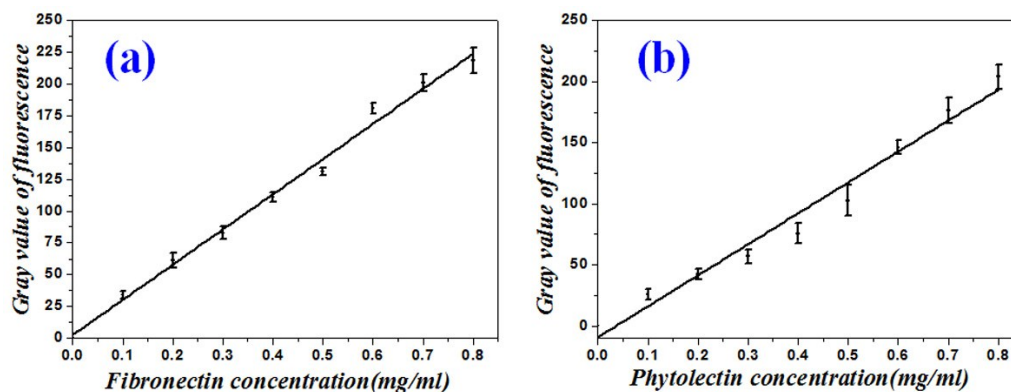 (a)
Gray value of fluorescence
250
225
200
175
150
125
100
75
50
25
0
0.0 0.1 0.2 0.3 0.4 0.5 0.6 0.7 0.8
Fibronectin concentration(mg/ml)
(b)
Gray value of fluorescence
250
200
150
100
50
0
0.0 0.1 0.2 0.3 0.4 0.5 0.6 0.7 0.8
Phytolectin concentration(mg/ml)